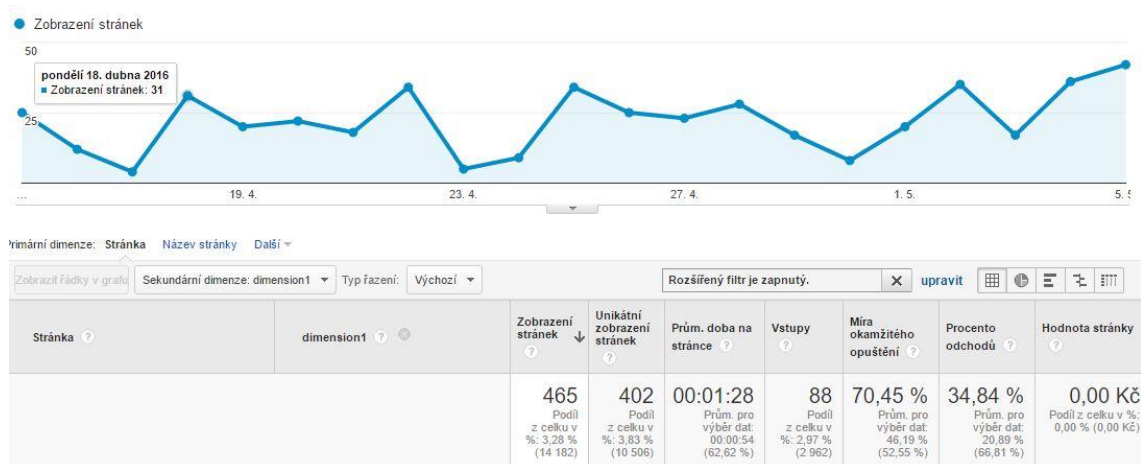 Zobrazení stránek
50
pondělí 18. dubna 2016
Zobrazení stránek: 31
25
...
19. 4.
23. 4.
27. 4.
1. 5.
5. 5
Primární dimenze: Stránka Název stránky Další
Zobrazit řádky v grafu Sekundární dimenze: dimension1 Typ řazení: Výchozí Rozšířený filtr je zapnutý. upravit
Stránka ? dimension1 ?
Zobrazení stránek ?
Unikátní zobrazení stránek ?
Prům. doba na stránce ?
Vstupy ?
Míra okamžitého opuštění ?
Procento odchodů ?
Hodnota stránky ?
465 402 00:01:28 88 70,45 % 34,84 % 0,00 Kč
Podíl z celku v %: 3,28 % (14 182)
Podíl z celku v %: 3,83 % (10 506)
Prům. pro výběr dat: 00:00:54 (62,62 %)
Podíl z celku v %: 2,97 % (2 962)
Prům. pro výběr dat: 46,19 % (52,55 %)
Prům. pro výběr dat: 20,89 % (66,81 %)
Podíl z celku v %: 0,00 % (0,00 Kč)